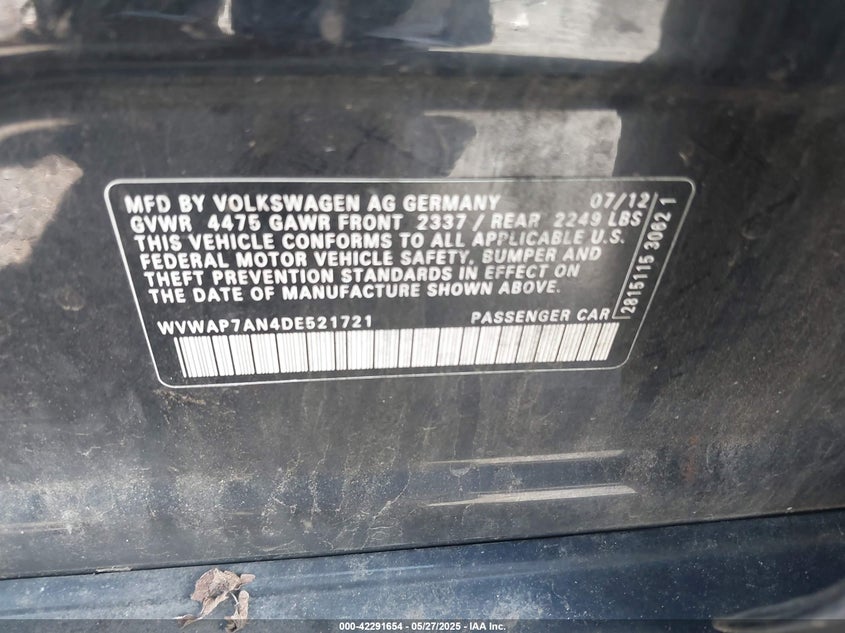 MFD BY VOLKSWAGEN AG GERMANY 07/12
GVWR 4475 GAWR FRONT 2337 / REAR 2249 LBS
THIS VEHICLE CONFORMS TO ALL APPLICABLE U.S.
FEDERAL MOTOR VEHICLE SAFETY, BUMPER AND
THEFT PREVENTION STANDARDS IN EFFECT ON
THE DATE OF MANUFACTURE SHOWN ABOVE.
WVWAP7AN4DE521721 PASSENGER CAR
2815115 3062 1
000-42291654 / 05/27/2025 - IAA Inc.